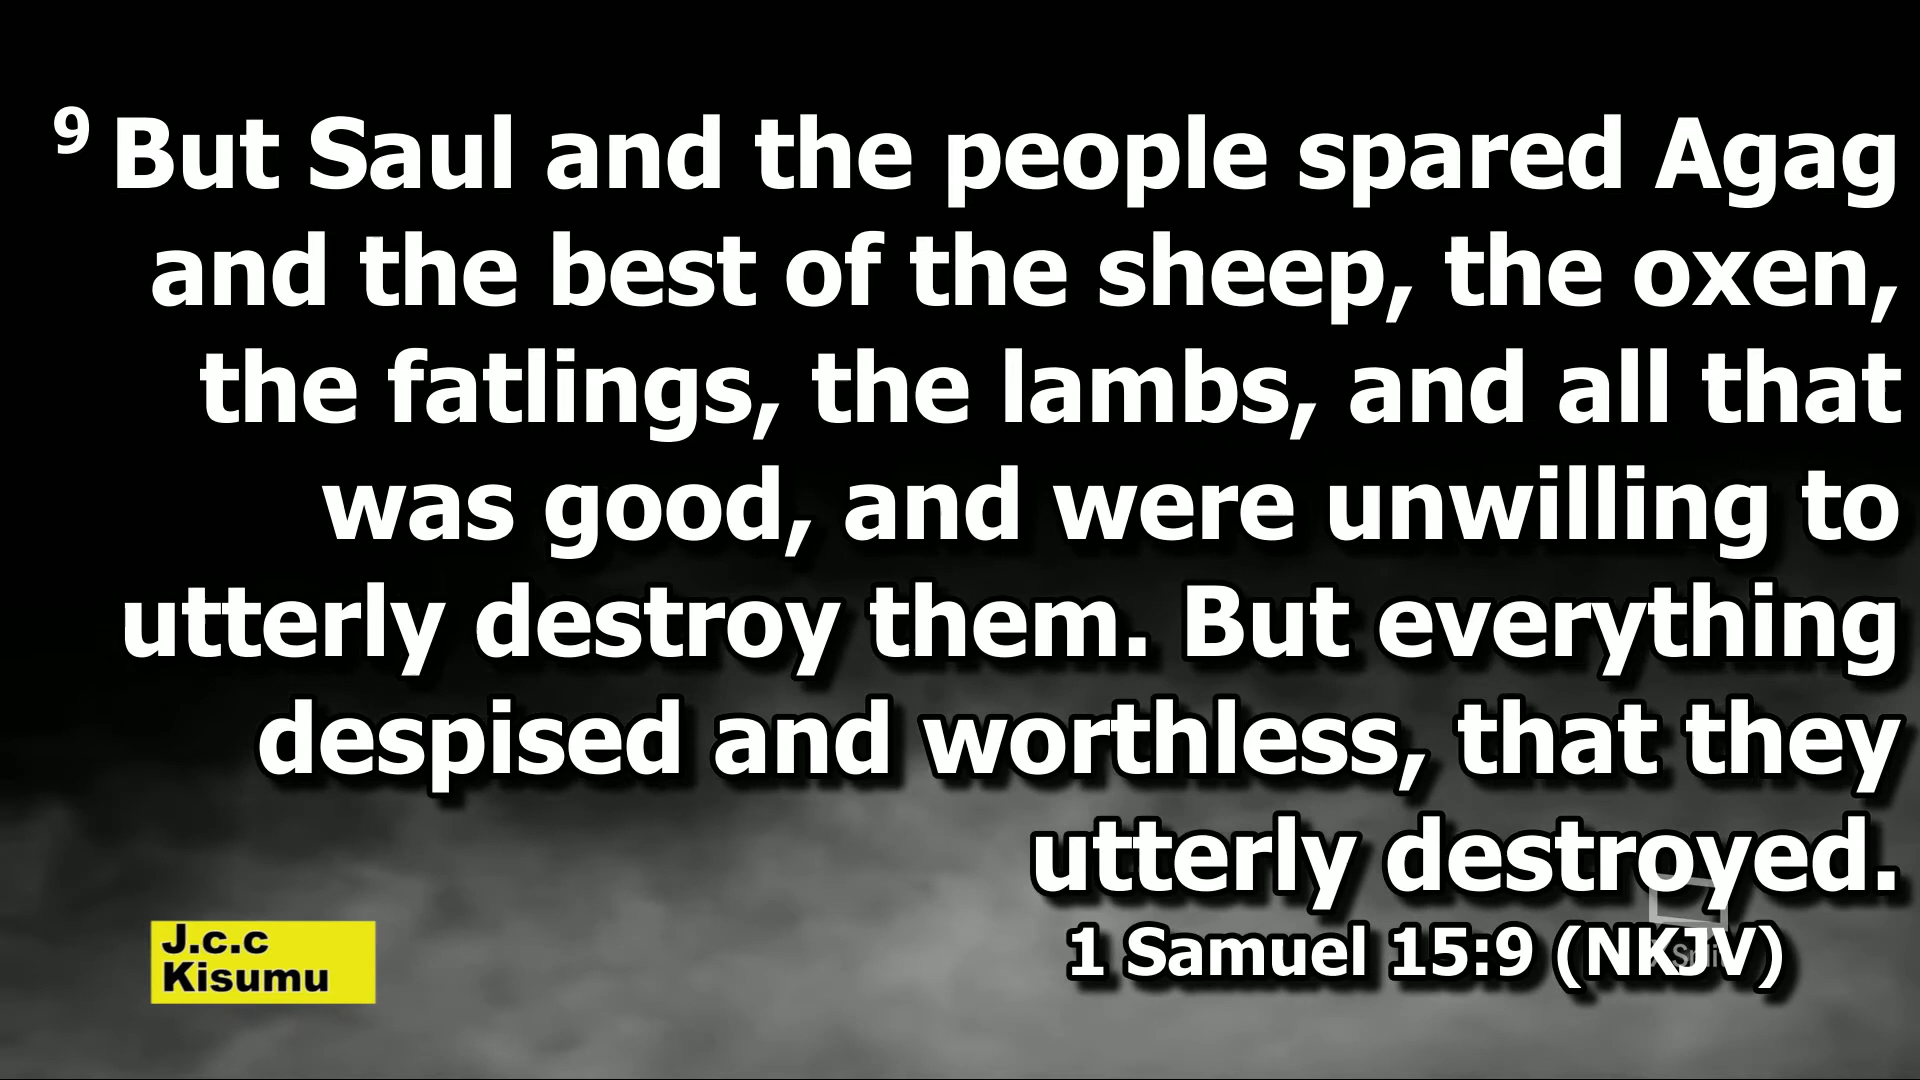 9 But Saul and the people spared Agag
and the best of the sheep, the oxen,
the fatlings, the lambs, and all that
was good, and were unwilling to
utterly destroy them. But everything
despised and worthless, that they
utterly destroyed.
1 Samuel 15:9 (NKJV)
J.c.c
Kisumu